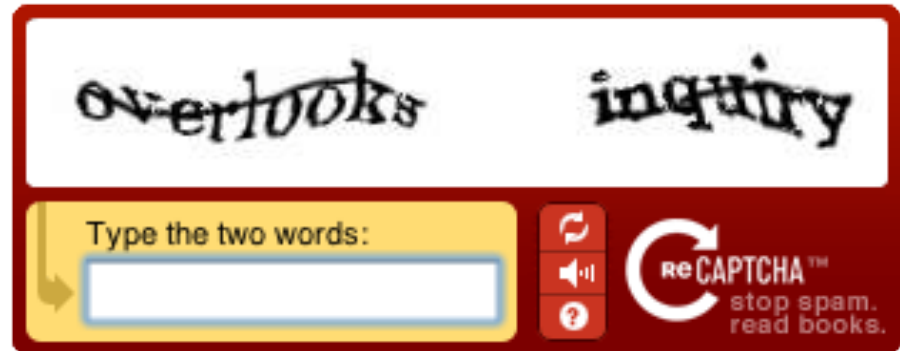 overlooks inquiry
Type the two words:
ReCAPTCHA™
stop spam.
read books.